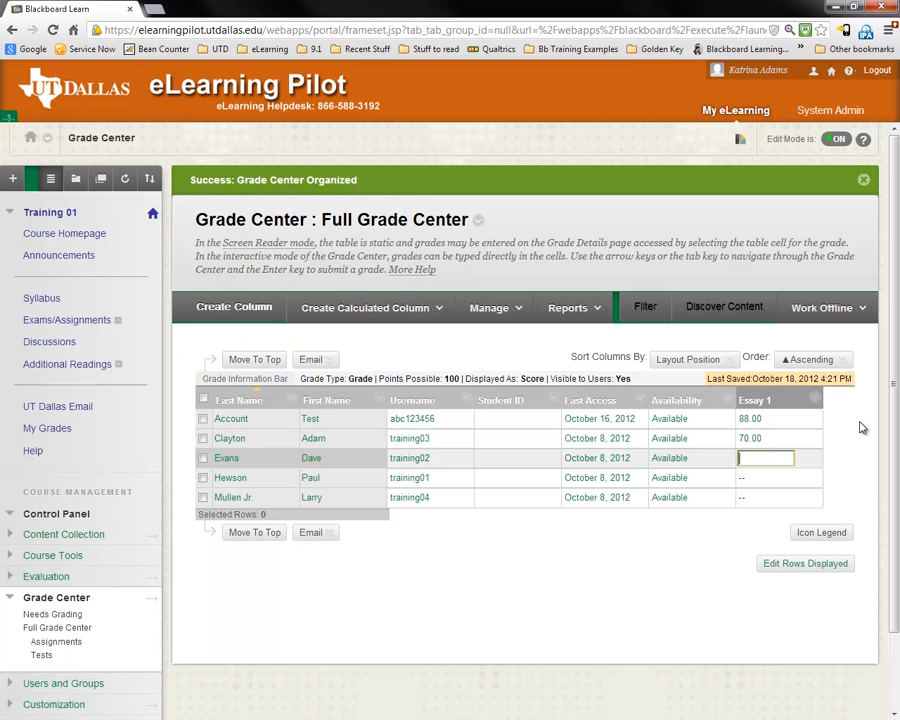 Blackboard Learn
https://elearningpilot.utdallas.edu/webapps/portal/frameset.jsp?tab_tab_group_id=null&url=%2Fwebapps%2Fblackboard%2Fexecute%2Flaun
Google Service Now Bean Counter UTD eLearning 9.1 Recent Stuff Stuff to read Qualtrics Bb Training Examples Golden Key Blackboard Learning... Other bookmarks
UT DALLAS eLearning Pilot
eLearning Helpdesk: 866-588-3192
Katrina Adams Logout
My eLearning System Admin
Grade Center
Edit Mode is: ON ?
Training 01
Course Homepage
Announcements
Syllabus
Exams/Assignments
Discussions
Additional Readings
UT Dallas Email
My Grades
Help
COURSE MANAGEMENT
Control Panel
Content Collection
Course Tools
Evaluation
Grade Center
Needs Grading
Full Grade Center
Assignments
Tests
Users and Groups
Customization
Success: Grade Center Organized
Grade Center : Full Grade Center
In the Screen Reader mode, the table is static and grades may be entered on the Grade Details page accessed by selecting the table cell for the grade.
In the interactive mode of the Grade Center, grades can be typed directly in the cells. Use the arrow keys or the tab key to navigate through the Grade
Center and the Enter key to submit a grade. More Help
Create Column Create Calculated Column Manage Reports Filter Discover Content Work Offline
Move To Top Email Sort Columns By: Layout Position Order: ▲Ascending
Grade Information Bar Grade Type: Grade | Points Possible: 100 | Displayed As: Score | Visible to Users: Yes Last Saved:October 18, 2012 4:21 PM
Last Name First Name Username Student ID Last Access Availability Essay 1
Account Test abc123456 October 16, 2012 Available 88.00
Clayton Adam training03 October 8, 2012 Available 70.00
Evans Dave training02 October 8, 2012 Available
Hewson Paul training01 October 8, 2012 Available --
Mullen Jr. Larry training04 October 8, 2012 Available --
Selected Rows: 0
Move To Top Email Icon Legend
Edit Rows Displayed